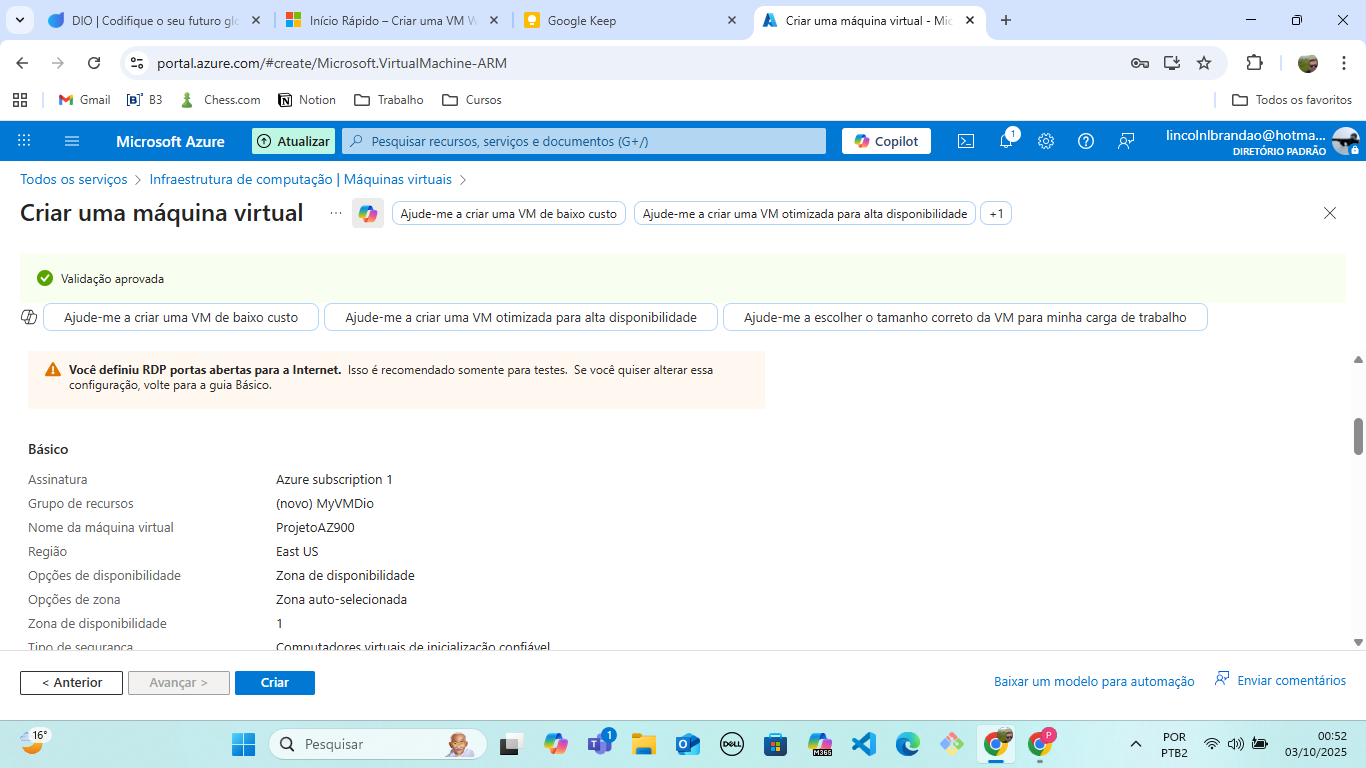 DIO | Codifique o seu futuro glo
Início Rápido – Criar uma VM W
Google Keep
Criar uma máquina virtual - Mic
portal.azure.com/#create/Microsoft.VirtualMachine-ARM
Gmail
B3
Chess.com
Notion
Trabalho
Cursos
Todos os favoritos
Microsoft Azure
Atualizar
Pesquisar recursos, serviços e documentos (G+/)
Copilot
1
lincolnlbrandao@hotma...
DIRETÓRIO PADRÃO
Todos os serviços
Infraestrutura de computação | Máquinas virtuais
Criar uma máquina virtual
...
Ajude-me a criar uma VM de baixo custo
Ajude-me a criar uma VM otimizada para alta disponibilidade
+1
Validação aprovada
Ajude-me a criar uma VM de baixo custo
Ajude-me a criar uma VM otimizada para alta disponibilidade
Ajude-me a escolher o tamanho correto da VM para minha carga de trabalho
Você definiu RDP portas abertas para a Internet. Isso é recomendado somente para testes. Se você quiser alterar essa
configuração, volte para a guia Básico.
Básico
Assinatura Azure subscription 1
Grupo de recursos (novo) MyVMDio
Nome da máquina virtual ProjetoAZ900
Região East US
Opções de disponibilidade Zona de disponibilidade
Opções de zona Zona auto-selecionada
Zona de disponibilidade 1
Tipo de segurança Computadores virtuais de inicialização confiável
< Anterior
Avançar >
Criar
Baixar um modelo para automação
Enviar comentários
16°
Pesquisar
1
DELL
M365
P
POR
PTB2
00:52
03/10/2025